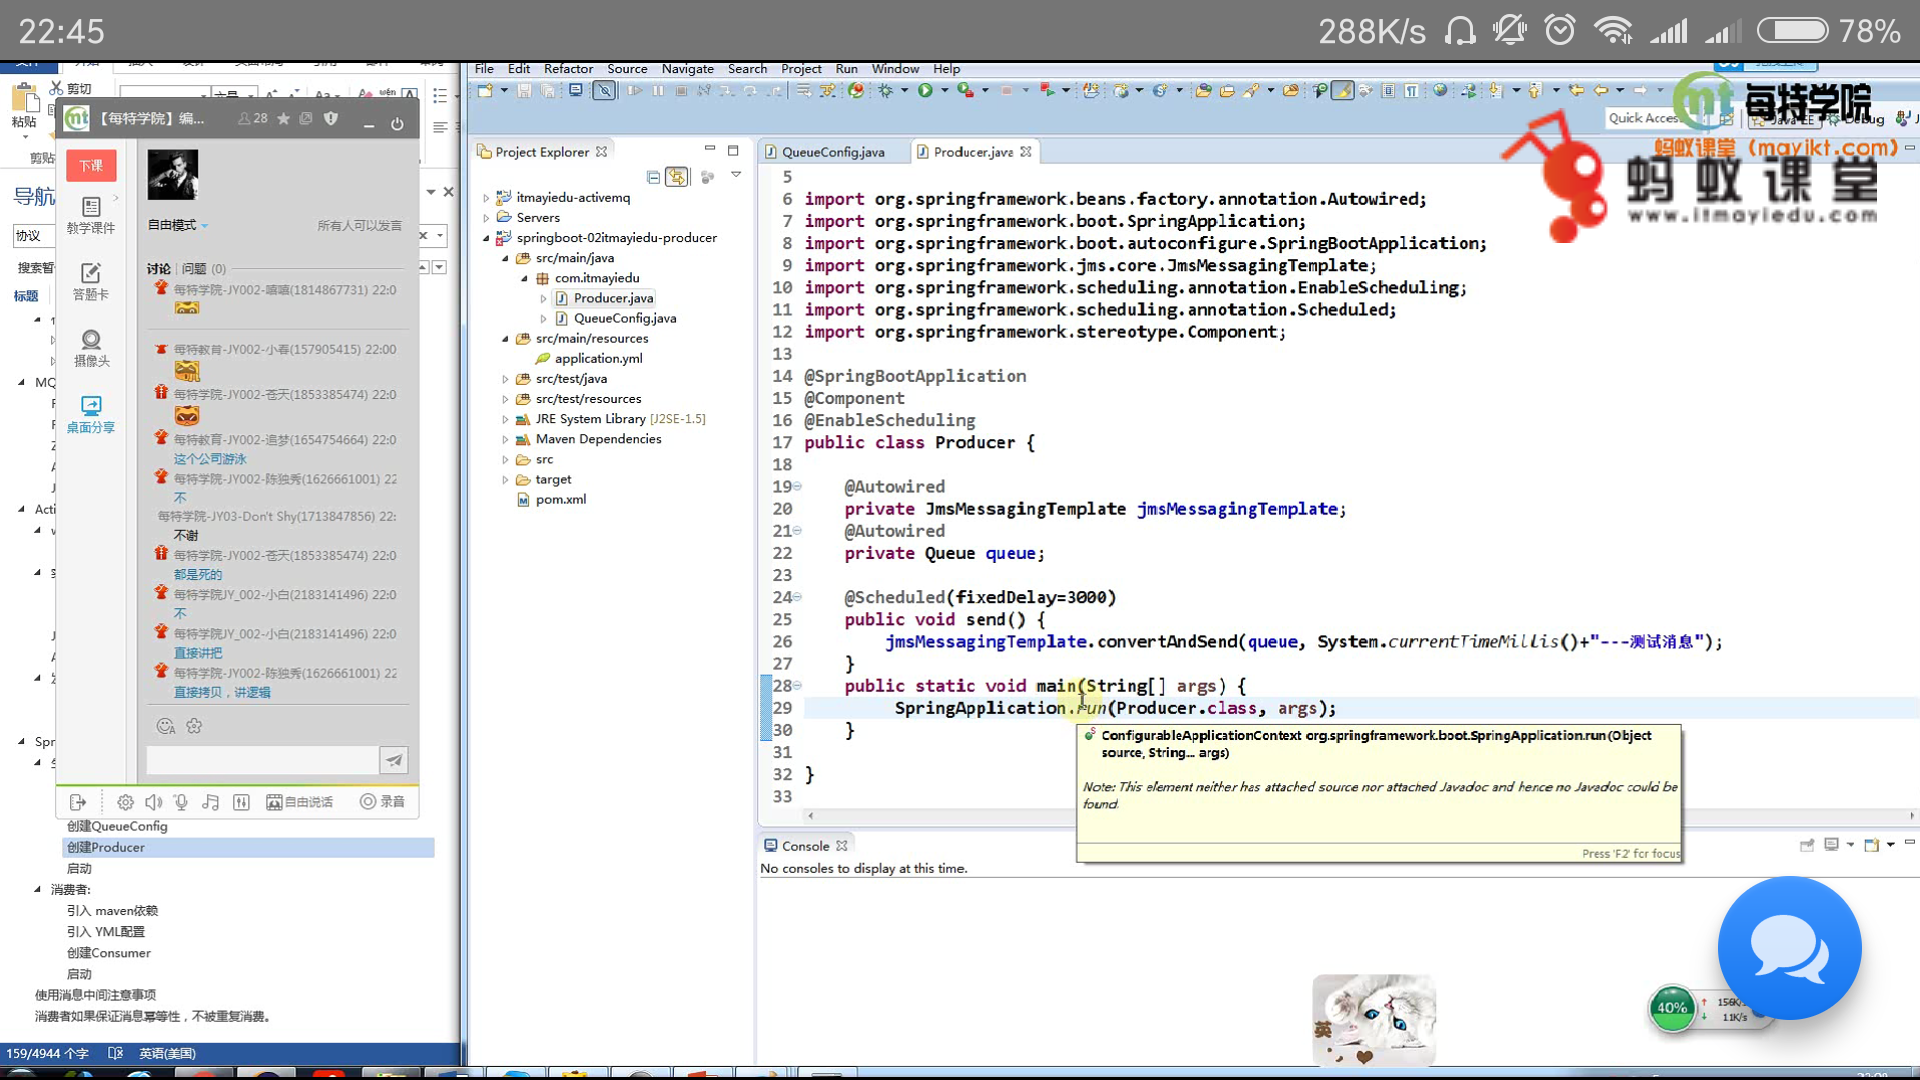 22:45
288K/s
78%
剪切
粘贴
导航
协议
标题
【每特学院】编...
28
下课
教学课件
答题卡
摄像头
桌面分享
自由模式
所有人可以发言
讨论 | 问题 (0)
每特学院-JY002-嘻嘻(1814867731) 22:0
每特教育-JY002-小春(157905415) 22:00
每特学院-JY002-苍天(1853385474) 22:0
每特教育-JY002-追梦(1654754664) 22:0
这个公司游泳
每特学院-JY002-陈独秀(1626661001) 22
不
每特学院-JY03-Don't Shy(1713847856) 22:
不谢
每特学院-JY002-苍天(1853385474) 22:0
都是死的
每特学院JY_002-小白(2183141496) 22:0
不
每特学院JY_002-小白(2183141496) 22:0
直接讲把
每特学院-JY002-陈独秀(1626661001) 22
直接拷贝，讲逻辑
自由说话
录音
创建QueueConfig
创建Producer
启动
消费者:
引入 maven依赖
引入 YML配置
创建Consumer
启动
使用消息中间注意事项
消费者如果保证消息幂等性，不被重复消费。
159/4944 个字
英语(美国)
File Edit Refactor Source Navigate Search Project Run Window Help
Quick Access
Java EE
Debug
每特学院
蚂蚁课堂（mayikt.com）
蚂蚁课堂
www.itmayiedu.com
Project Explorer
itmayiedu-activemq
Servers
springboot-02itmayiedu-producer
src/main/java
com.itmayiedu
Producer.java
QueueConfig.java
src/main/resources
application.yml
src/test/java
src/test/resources
JRE System Library [J2SE-1.5]
Maven Dependencies
src
target
pom.xml
QueueConfig.java
Producer.java
5
6 import org.springframework.beans.factory.annotation.Autowired;
7 import org.springframework.boot.SpringApplication;
8 import org.springframework.boot.autoconfigure.SpringBootApplication;
9 import org.springframework.jms.core.JmsMessagingTemplate;
10 import org.springframework.scheduling.annotation.EnableScheduling;
11 import org.springframework.scheduling.annotation.Scheduled;
12 import org.springframework.stereotype.Component;
13
14 @SpringBootApplication
15 @Component
16 @EnableScheduling
17 public class Producer {
18
19 @Autowired
20 private JmsMessagingTemplate jmsMessagingTemplate;
21 @Autowired
22 private Queue queue;
23
24 @Scheduled(fixedDelay=3000)
25 public void send() {
26 jmsMessagingTemplate.convertAndSend(queue, System.currentTimeMillis()+"---测试消息");
27 }
28 public static void main(String[] args) {
29 SpringApplication.run(Producer.class, args);
30 }
31
32 }
33
ConfigurableApplicationContext org.springframework.boot.SpringApplication.run(Object
source, String... args)
Note: This element neither has attached source nor attached Javadoc and hence no Javadoc could be
found.
Press 'F2' for focus
Console
No consoles to display at this time.
英
40%
156K/s
11K/s